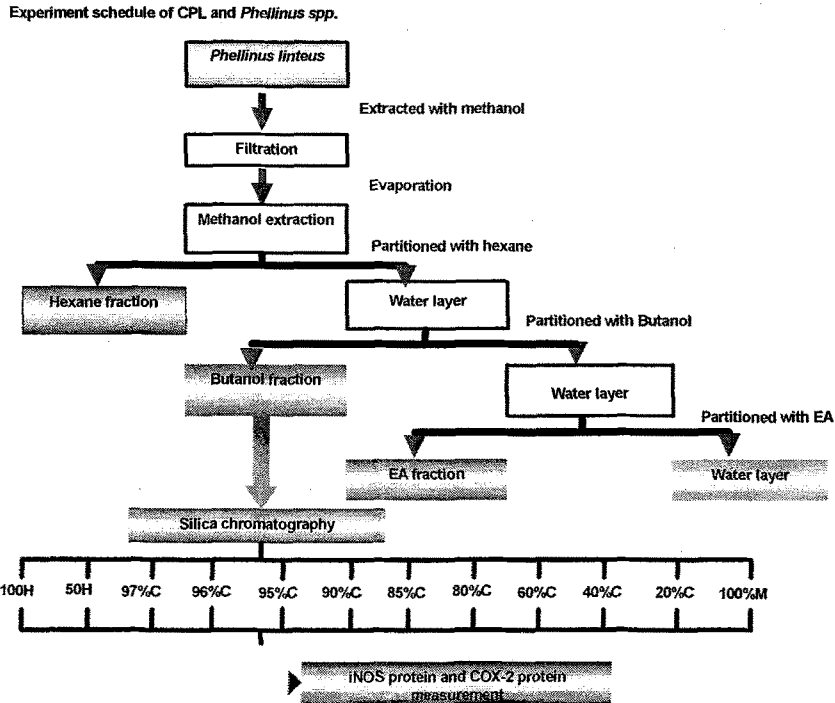 Experiment schedule of CPL and Phellinus spp.
Phellinus linteus
Extracted with methanol
Filtration
Evaporation
Methanol extraction
Partitioned with hexane
Hexane fraction
Water layer
Partitioned with Butanol
Butanol fraction
Water layer
Partitioned with EA
EA fraction
Water layer
Silica chromatography
100H 50H 97%C 96%C 95%C 90%C 85%C 80%C 60%C 40%C 20%C 100%M
iNOS protein and COX-2 protein
measurement